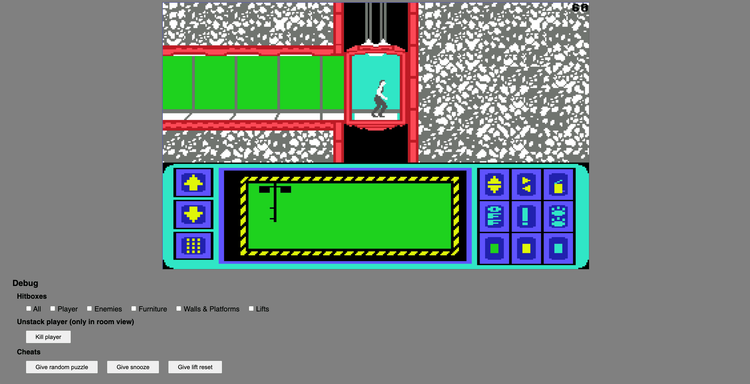 60
Debug
Hitboxes
All Player Enemies Furniture Walls & Platforms Lifts
Unstack player (only in room view)
Kill player
Cheats
Give random puzzle Give snooze Give lift reset